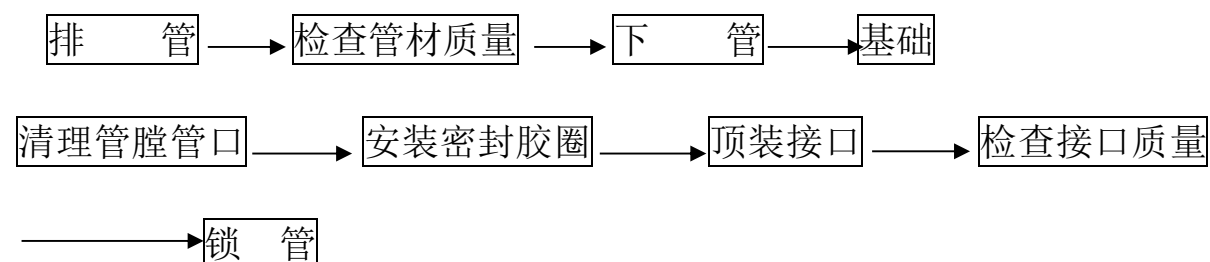 排 管 检查管材质量 下 管 基础
清理管膛管口 安装密封胶圈 顶装接口 检查接口质量
锁 管